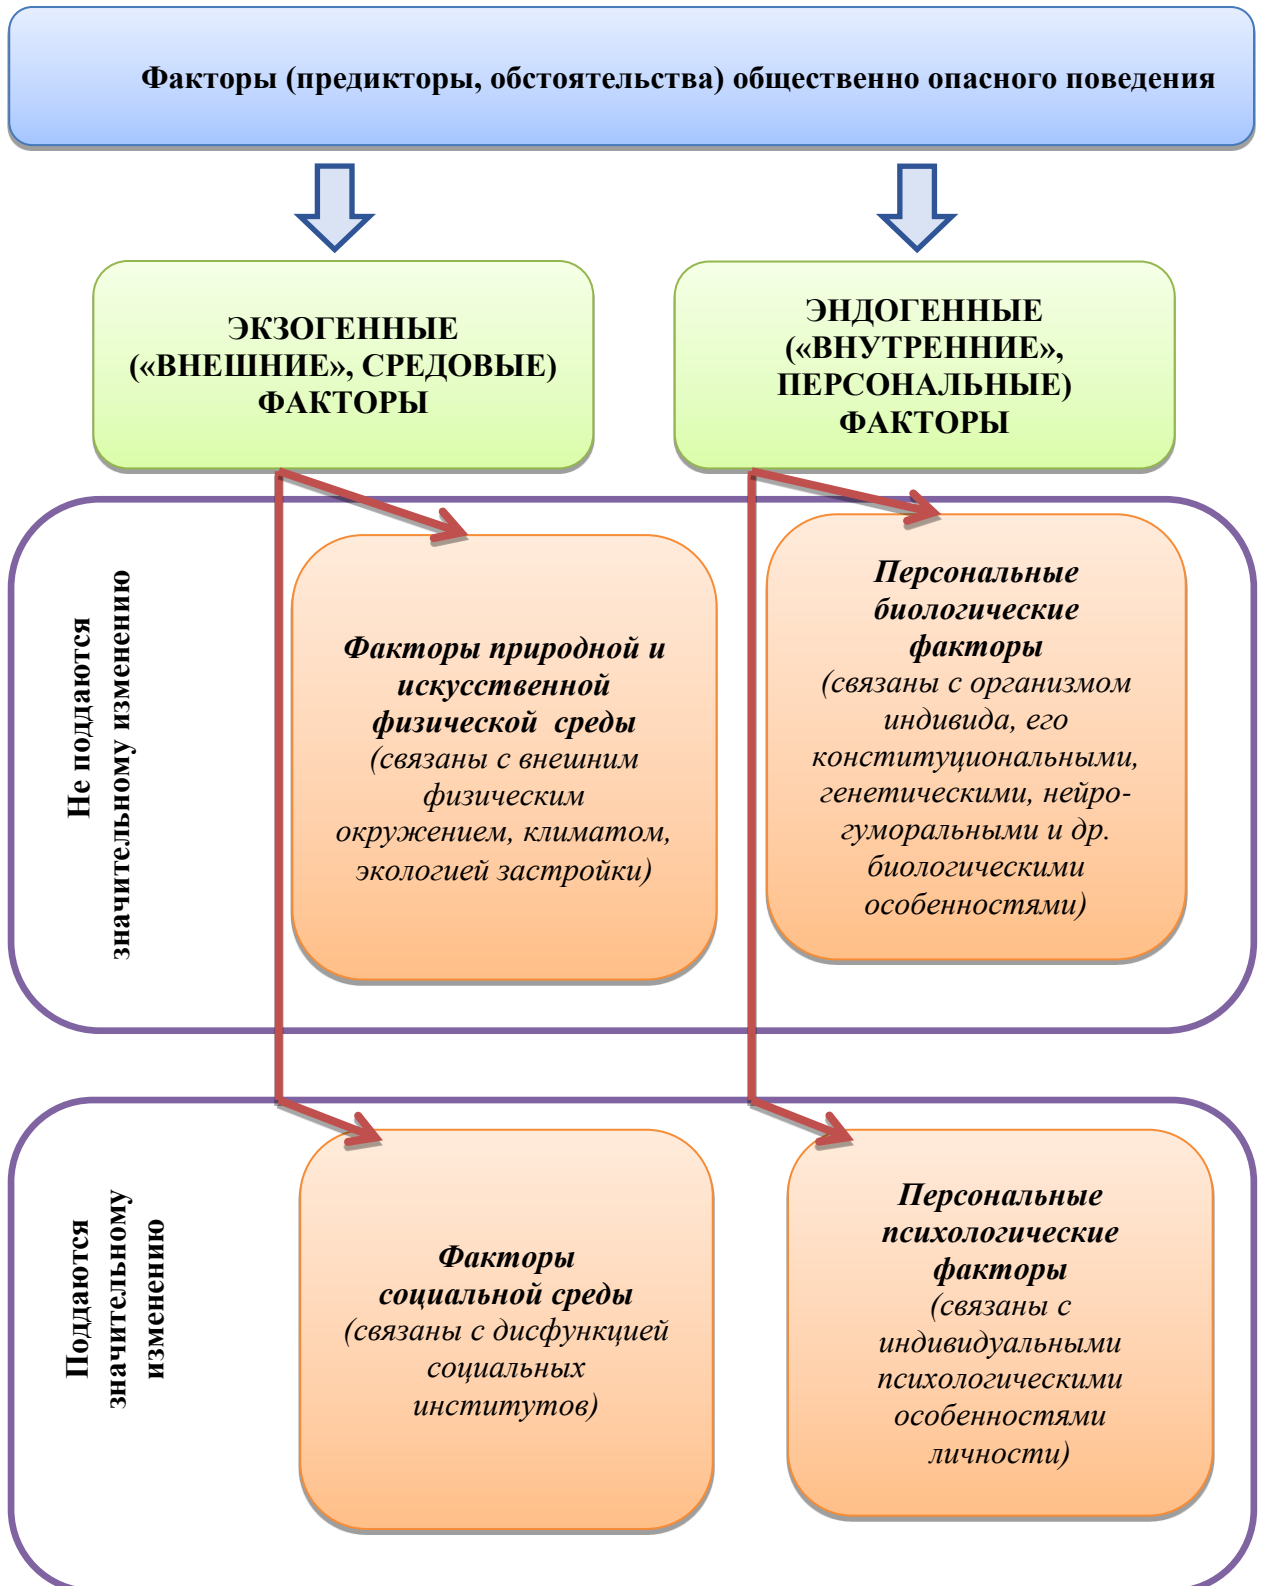 Факторы (предикторы, обстоятельства) общественно опасного поведения
ЭКЗОГЕННЫЕ
(«ВНЕШНИЕ», СРЕДОВЫЕ)
ФАКТОРЫ
ЭНДОГЕННЫЕ
(«ВНУТРЕННИЕ»,
ПЕРСОНАЛЬНЫЕ)
ФАКТОРЫ
Не поддаются
значительному изменению
Факторы природной и
искусственной
физической среды
(связаны с внешним
физическим
окружением, климатом,
экологией застройки)
Персональные
биологические
факторы
(связаны с организмом
индивида, его
конституциональными,
генетическими, нейро-
гуморальными и др.
биологическими
особенностями)
Поддаются
значительному
изменению
Факторы
социальной среды
(связаны с дисфункцией
социальных
институтов)
Персональные
психологические
факторы
(связаны с
индивидуальными
психологическими
особенностями
личности)